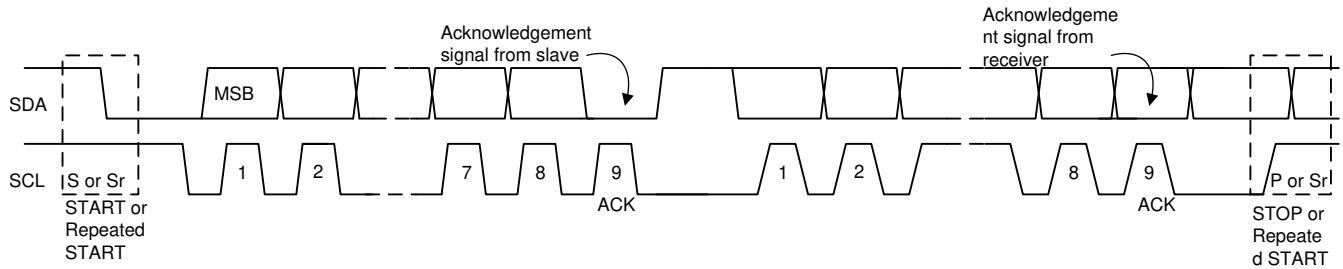 Acknowledgement
signal from slave
Acknowledgeme
nt signal from
receiver
SDA
MSB
SCL
S or Sr
1
2
7
8
9
1
2
8
9
P or Sr
ACK
ACK
START or
Repeated
START
STOP or
Repeate
d START